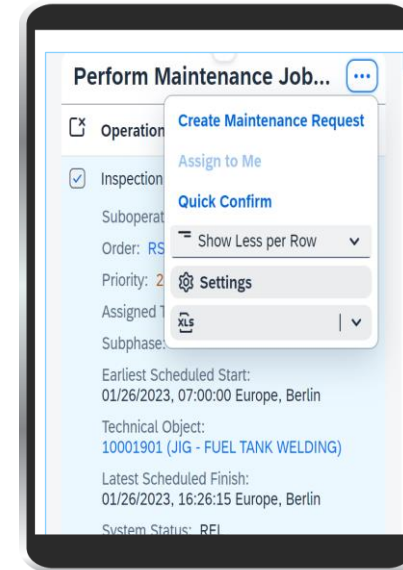 Perform Maintenance Job...
Create Maintenance Request
Operation
Assign to Me
Inspection
Quick Confirm
Suboperat
Show Less per Row
Order: RS
Priority: 2
Settings
Assigned T
XLS
Subphase:
Earliest Scheduled Start:
01/26/2023, 07:00:00 Europe, Berlin
Technical Object:
10001901 (JIG - FUEL TANK WELDING)
Latest Scheduled Finish:
01/26/2023, 16:26:15 Europe, Berlin
System Status: REL